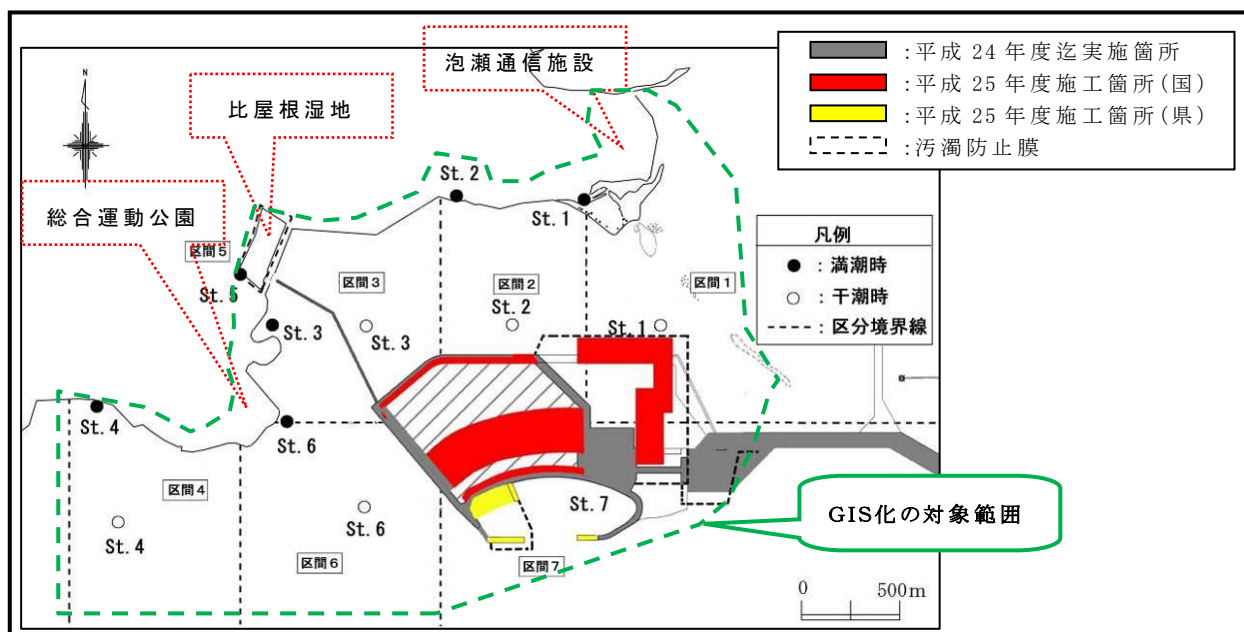 :平成24年度迄実施箇所
:平成25年度施工箇所(国)
:平成25年度施工箇所(県)
:汚濁防止膜
泡瀬通信施設
比屋根湿地
総合運動公園
N
凡例
● : 満潮時
○ : 干潮時
----- : 区分境界線
St.2
St.1
区間5
St.5
区間3
区間2
区間1
St.3
St.3
St.2
St.1
St.4
St.6
区間4
St.4
St.6
St.7
区間6
区間7
GIS化の対象範囲
0 500m